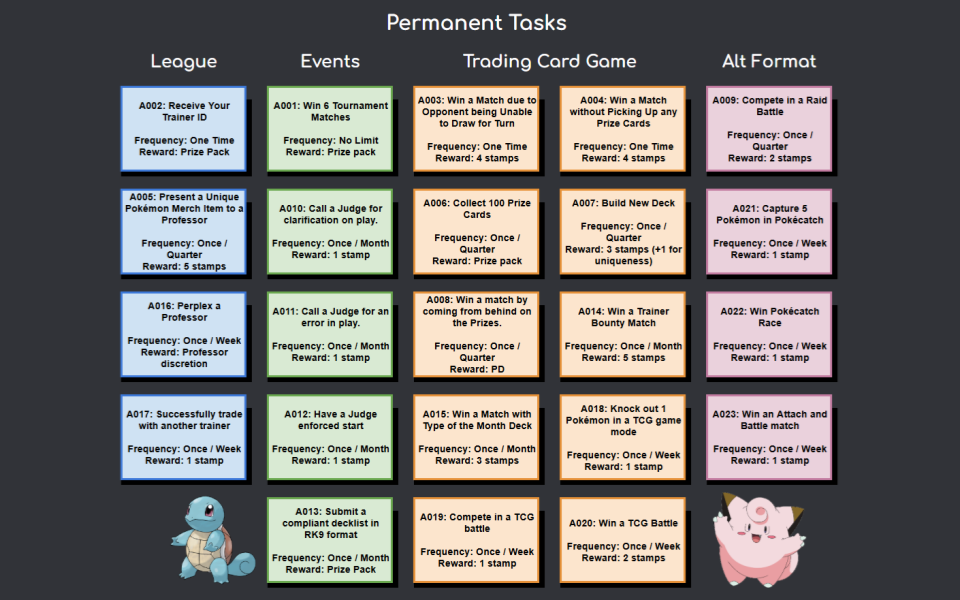 Permanent Tasks
League
Events
Trading Card Game
Alt Format
A002: Receive Your
Trainer ID
Frequency: One Time
Reward: Prize Pack
A001: Win 6 Tournament
Matches
Frequency: No Limit
Reward: Prize pack
A003: Win a Match due to
Opponent being Unable
to Draw for Turn
Frequency: One Time
Reward: 4 stamps
A004: Win a Match
without Picking Up any
Prize Cards
Frequency: One Time
Reward: 4 stamps
A009: Compete in a Raid
Battle
Frequency: Once /
Quarter
Reward: 2 stamps
A005: Present a Unique
Pokémon Merch Item to a
Professor
Frequency: Once /
Quarter
Reward: 5 stamps
A010: Call a Judge for
clarification on play.
Frequency: Once / Month
Reward: 1 stamp
A006: Collect 100 Prize
Cards
Frequency: Once /
Quarter
Reward: Prize pack
A007: Build New Deck
Frequency: Once /
Quarter
Reward: 3 stamps (+1 for
uniqueness)
A021: Capture 5
Pokémon in Pokécatch
Frequency: Once / Week
Reward: 1 stamp
A016: Perplex a
Professor
Frequency: Once / Week
Reward: Professor
discretion
A011: Call a Judge for an
error in play.
Frequency: Once / Month
Reward: 1 stamp
A008: Win a match by
coming from behind on
the Prizes.
Frequency: Once /
Quarter
Reward: PD
A014: Win a Trainer
Bounty Match
Frequency: Once / Month
Reward: 5 stamps
A022: Win Pokécatch
Race
Frequency: Once / Week
Reward: 1 stamp
A017: Successfully trade
with another trainer
Frequency: Once / Week
Reward: 1 stamp
A012: Have a Judge
enforced start
Frequency: Once / Month
Reward: 1 stamp
A015: Win a Match with
Type of the Month Deck
Frequency: Once / Month
Reward: 3 stamps
A018: Knock out 1
Pokémon in a TCG game
mode
Frequency: Once / Week
Reward: 1 stamp
A023: Win an Attach and
Battle match
Frequency: Once / Week
Reward: 1 stamp
A013: Submit a
compliant decklist in
RK9 format
Frequency: Once / Month
Reward: Prize Pack
A019: Compete in a TCG
battle
Frequency: Once / Week
Reward: 1 stamp
A020: Win a TCG Battle
Frequency: Once / Week
Reward: 2 stamps